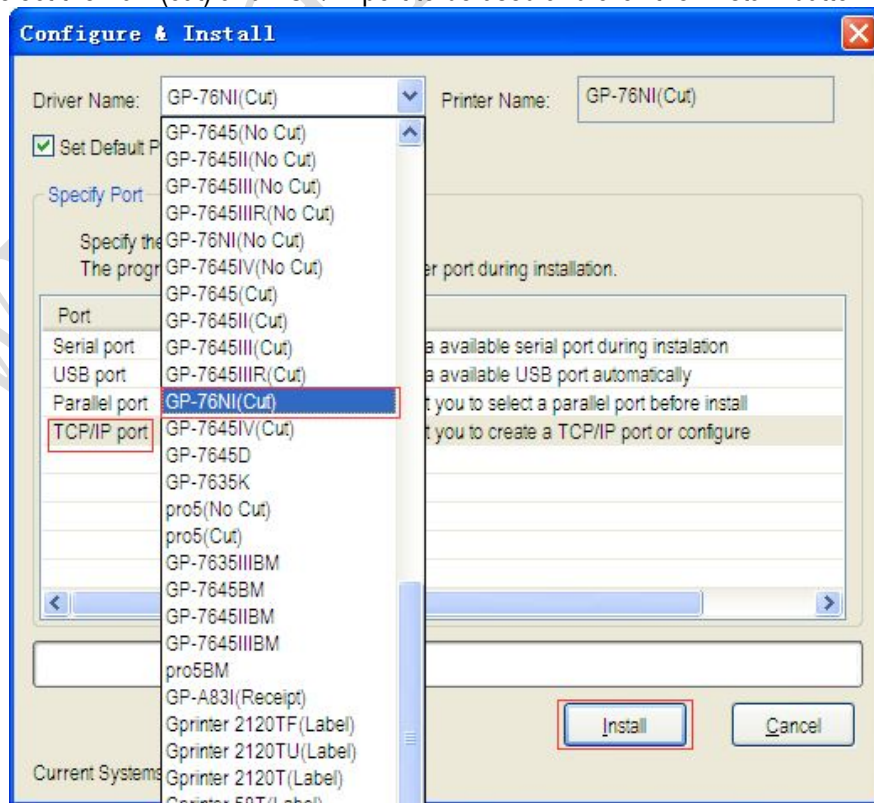 Configure & Install
Driver Name: GP-76NI(Cut) Printer Name: GP-76NI(Cut)
Set Default P
GP-7645(No Cut)
GP-7645II(No Cut)
Specify Port
GP-7645III(No Cut)
GP-7645IIIR(No Cut)
Specify the
GP-76NI(No Cut)
The progr
GP-7645IV(No Cut)
er port during installation.
GP-7645(Cut)
Port
GP-7645II(Cut)
Serial port
GP-7645III(Cut)
a available serial port during instalation
USB port
GP-7645IIIR(Cut)
a available USB port automatically
Parallel port
GP-76NI(Cut)
t you to select a parallel port before install
TCP/IP port
GP-7645IV(Cut)
t you to create a TCP/IP port or configure
GP-7645D
GP-7635K
pro5(No Cut)
pro5(Cut)
GP-7635IIIBM
GP-7645BM
GP-7645IIBM
GP-7645IIIBM
pro5BM
GP-A83I(Receipt)
Gprinter 2120TF(Label)
Install Cancel
Gprinter 2120TU(Label)
Current Systems
Gprinter 2120T(Label)